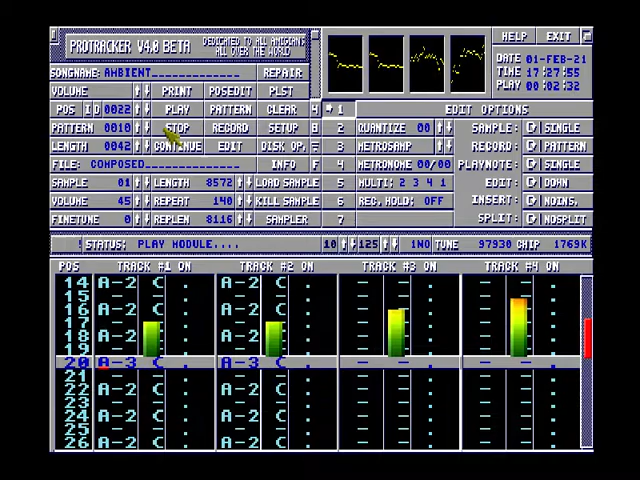 PROTRACKER V4.0 BETA DEDICATED TO ALL AMIGIANS
ALL OVER THE WORLD
HELP EXIT
DATE 01-FEB-21
TIME 17:27:55
PLAY 00:02:32
SONGNAME: AMBIENT_____________ REPAIR
VOLUME PRINT POSEDIT PLST
POS I D 0022 PLAY PATTERN CLEAR 1 EDIT OPTIONS
PATTERN 0010 STOP RECORD SETUP 2 QUANTIZE 00 SAMPLE: SINGLE
LENGTH 0042 CONTINUE EDIT DISK OP. 3 METROSAMP RECORD: PATTERN
FILE: COMPOSED________________ INFO F 4 METRONOME 00/00 PLAYNOTE: SINGLE
SAMPLE 01 LENGTH 8572 LOAD SAMPLE 5 MULTI: 2 3 4 1 EDIT: DOWN
VOLUME 45 REPEAT 140 KILL SAMPLE 6 REC. HOLD: OFF INSERT: NOINS.
FINETUNE 0 REPLEN 8116 SAMPLER 7 SPLIT: NOSPLIT
STATUS: PLAY MODULE.... 10 125 INO TUNE 97930 CHIP 1769K
POS TRACK #1 ON TRACK #2 ON TRACK #3 ON TRACK #4 ON
14 A-2 C . A-2 C . - - . - - .
15 - - . - - . - - . - - .
16 A-2 C . A-2 C . - - . - - .
17 - . - . - . - .
18 A-2 . A-2 . - . - .
19 - . - . - . - .
20 A-3 C . A-3 C . - - . - - .
21 - - . - - . - - . - - .
22 A-2 C . A-2 C . - - . - - .
23 - - . - - . - - . - - .
24 A-2 C . A-2 C . - - . - - .
25 - - . - - . - - . - - .
26 A-2 C . A-2 C . - - . - - .